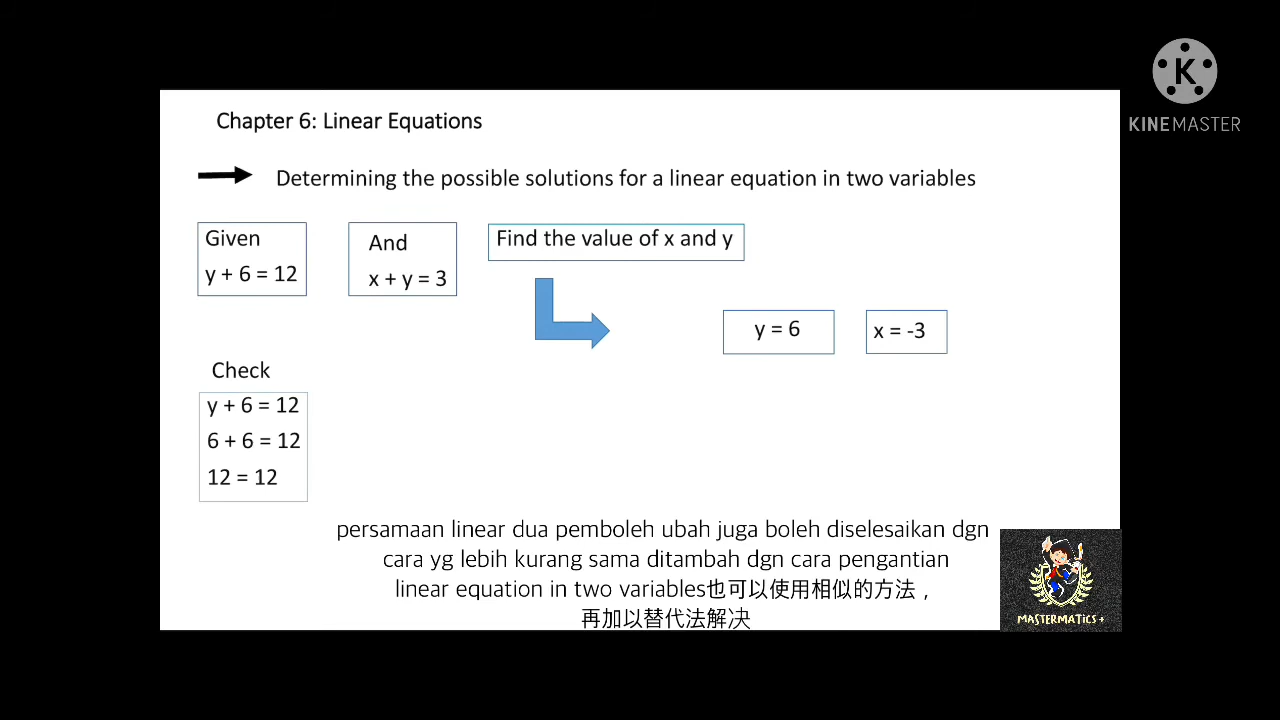 K
KINEMASTER
Chapter 6: Linear Equations
Determining the possible solutions for a linear equation in two variables
Given
y + 6 = 12
And
x + y = 3
Find the value of x and y
y = 6
x = -3
Check
y + 6 = 12
6 + 6 = 12
12 = 12
persamaan linear dua pemboleh ubah juga boleh diselesaikan dgn
cara yg lebih kurang sama ditambah dgn cara pengantian
linear equation in two variables也可以使用相似的方法，
再加以替代法解决
MASTERMATICS +